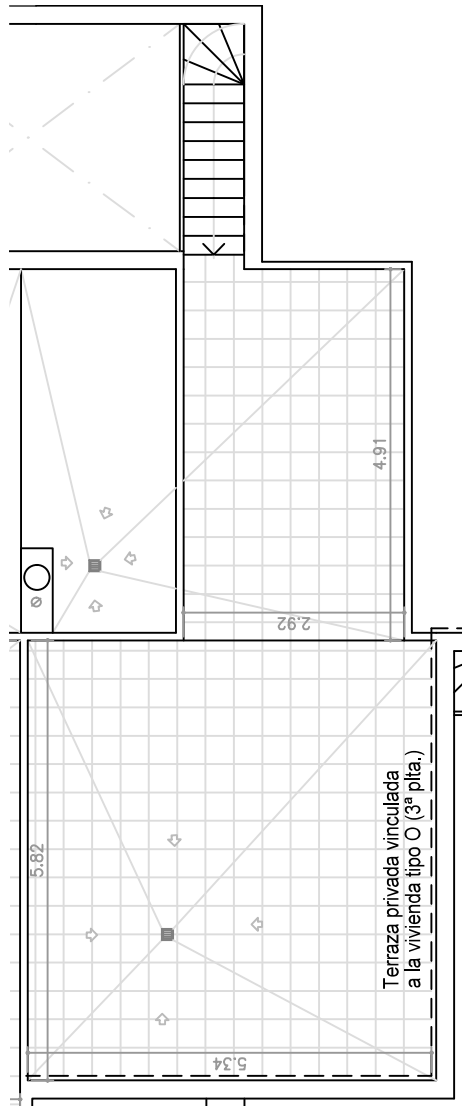 4.91
2.92
5.82
Terraza privada vinculada
a la vivienda tipo O (3ª plta.)
5.34